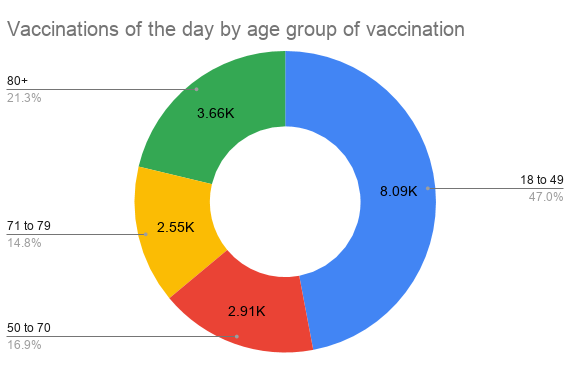 Vaccinations of the day by age group of vaccination
80+
21.3%
3.66K
18 to 49
47.0%
8.09K
71 to 79
14.8%
2.55K
50 to 70
16.9%
2.91K